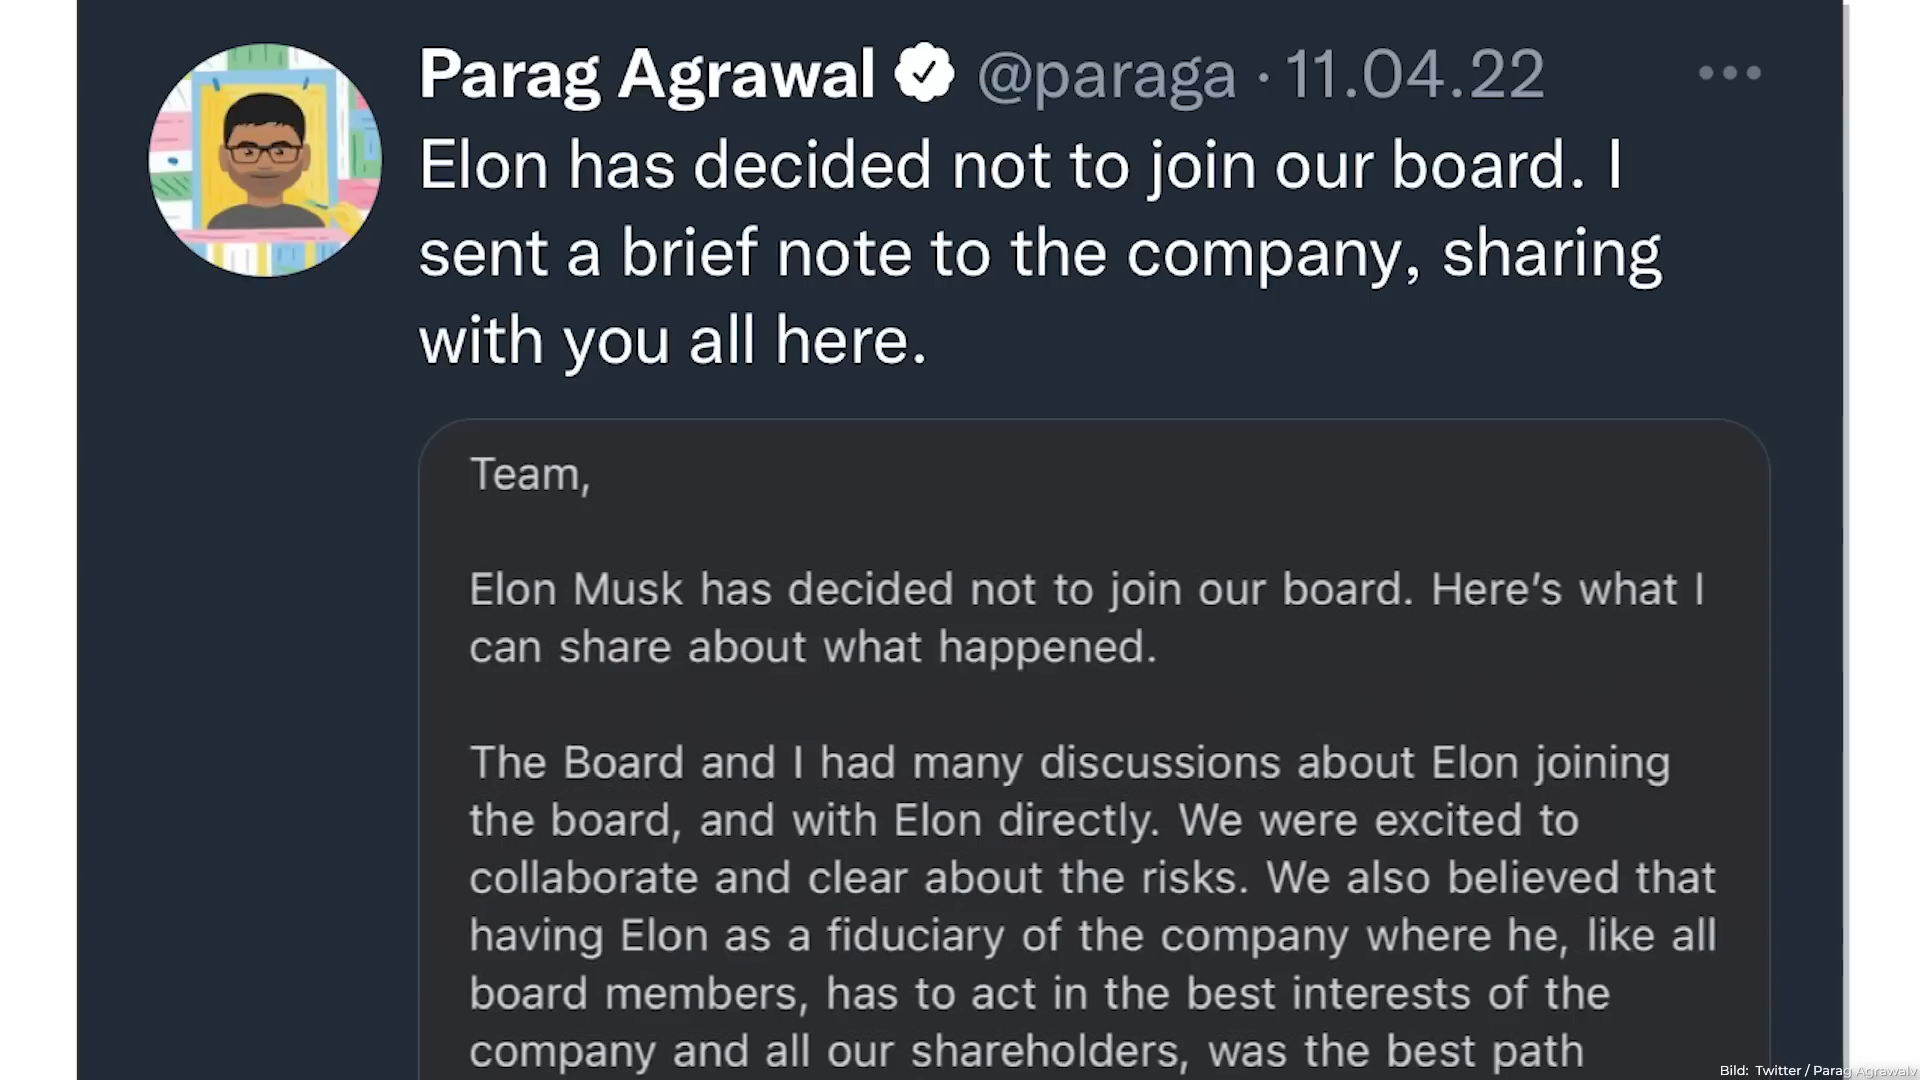 Parag Agrawal @paraga · 11.04.22
Elon has decided not to join our board. I
sent a brief note to the company, sharing
with you all here.
Team,
Elon Musk has decided not to join our board. Here’s what I
can share about what happened.
The Board and I had many discussions about Elon joining
the board, and with Elon directly. We were excited to
collaborate and clear about the risks. We also believed that
having Elon as a fiduciary of the company where he, like all
board members, has to act in the best interests of the
company and all our shareholders, was the best path
Bild: Twitter / Parag Agrawalv